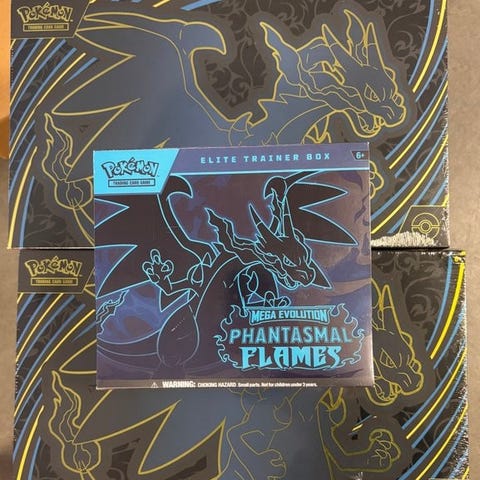 POKÉMON
TRADING CARD GAME
POKÉMON
TRADING CARD GAME
ELITE TRAINER BOX
6+
MEGA EVOLUTION
PHANTASMAL
FLAMES
WARNING: CHOKING HAZARD. Small parts. Not for children under 3 years.
POKÉMON
TRADING CARD GAME